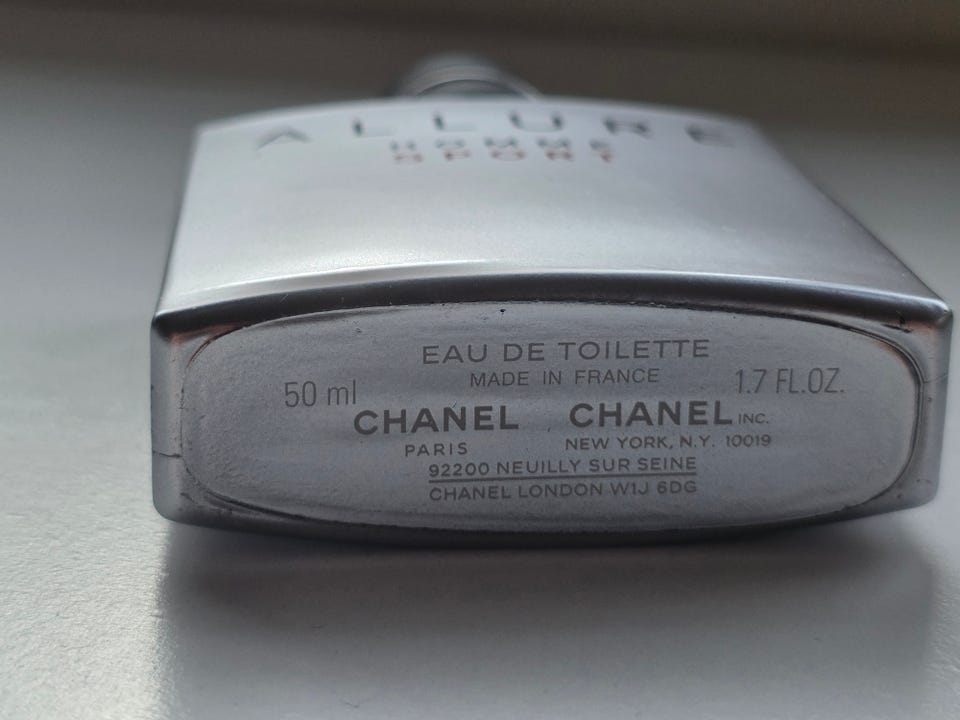 ALLURE
HOMME
SPORT
EAU DE TOILETTE
MADE IN FRANCE
50 ml
1.7 FL.OZ.
CHANEL CHANEL INC.
PARIS NEW YORK, N.Y. 10019
92200 NEUILLY SUR SEINE
CHANEL LONDON W1J 6DG